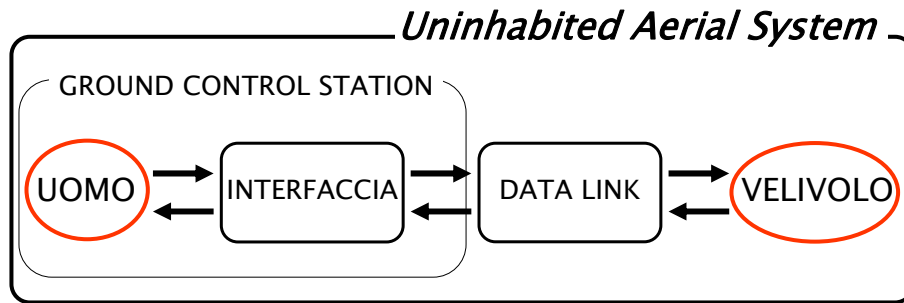 Uninhabited Aerial System
GROUND CONTROL STATION
UOMO
INTERFACCIA
DATA LINK
VELIVOLO